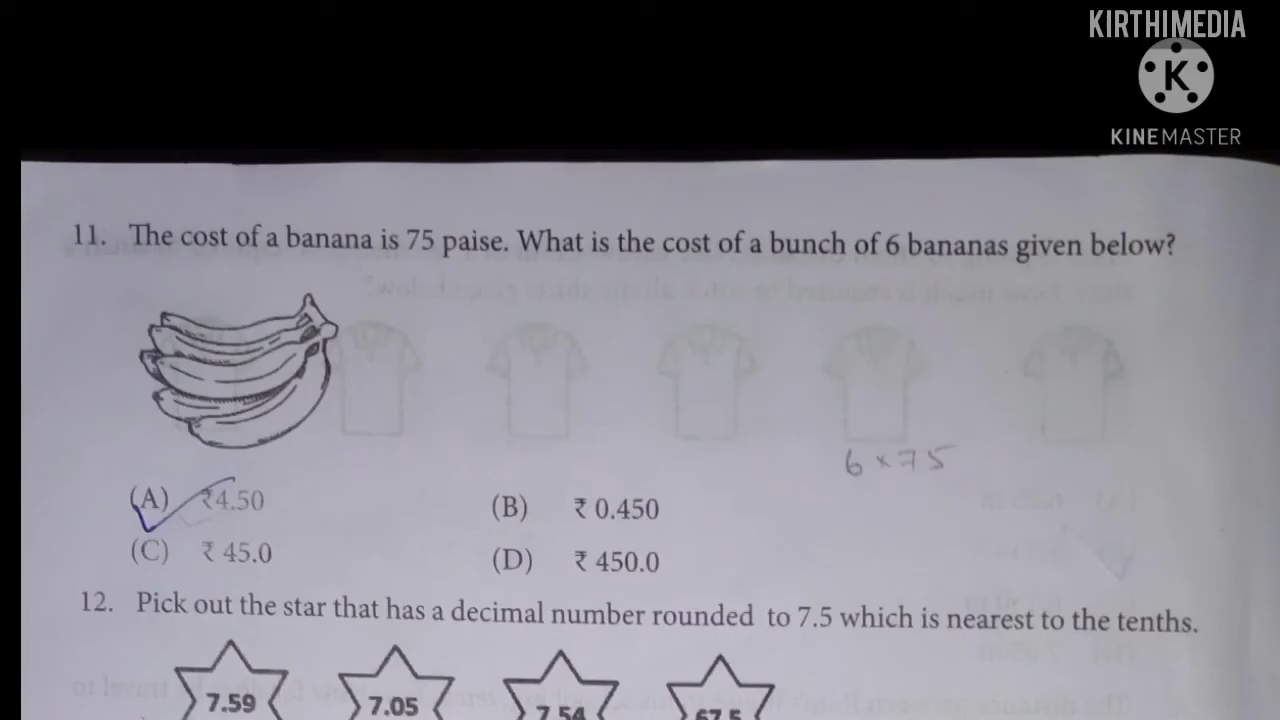 KIRTHIMEDIA
K
KINEMASTER
11. The cost of a banana is 75 paise. What is the cost of a bunch of 6 bananas given below?
6 × 75
(A) ₹4.50 (B) ₹ 0.450
(C) ₹ 45.0 (D) ₹ 450.0
12. Pick out the star that has a decimal number rounded to 7.5 which is nearest to the tenths.
7.59 7.05 7.54 67.5